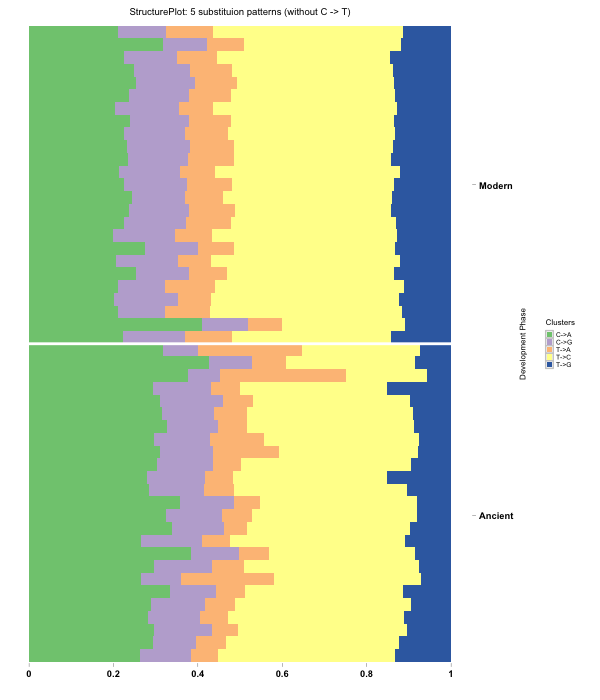 StructurePlot: 5 substituion patterns (without C -> T)
Modern
Ancient
Development Phase
Clusters
C->A
C->G
T->A
T->C
T->G
0 0.2 0.4 0.6 0.8 1